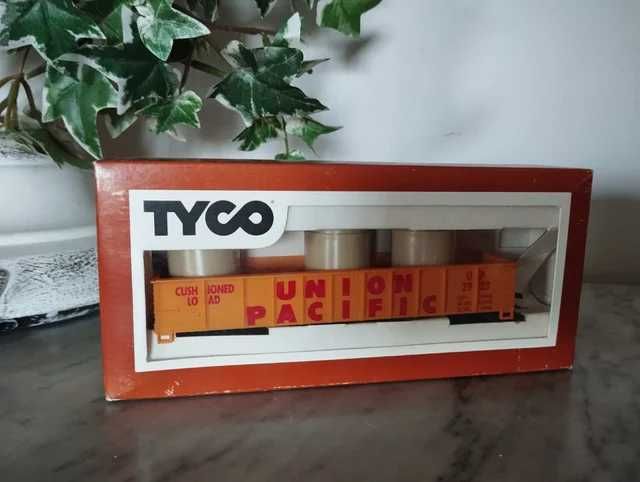 TYCO
CUSHIONED
LOAD
UNION
PACIFIC
U P